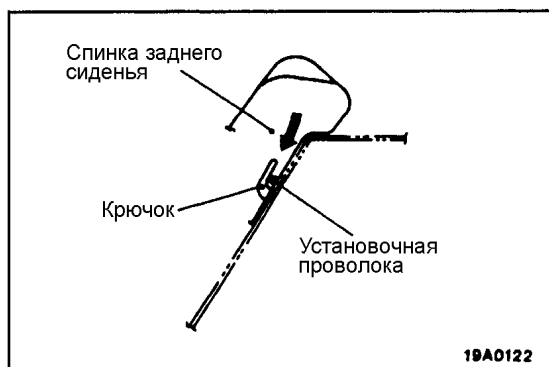 Спинка заднего
сиденья
Крючок
Установочная
проволока
19A0122